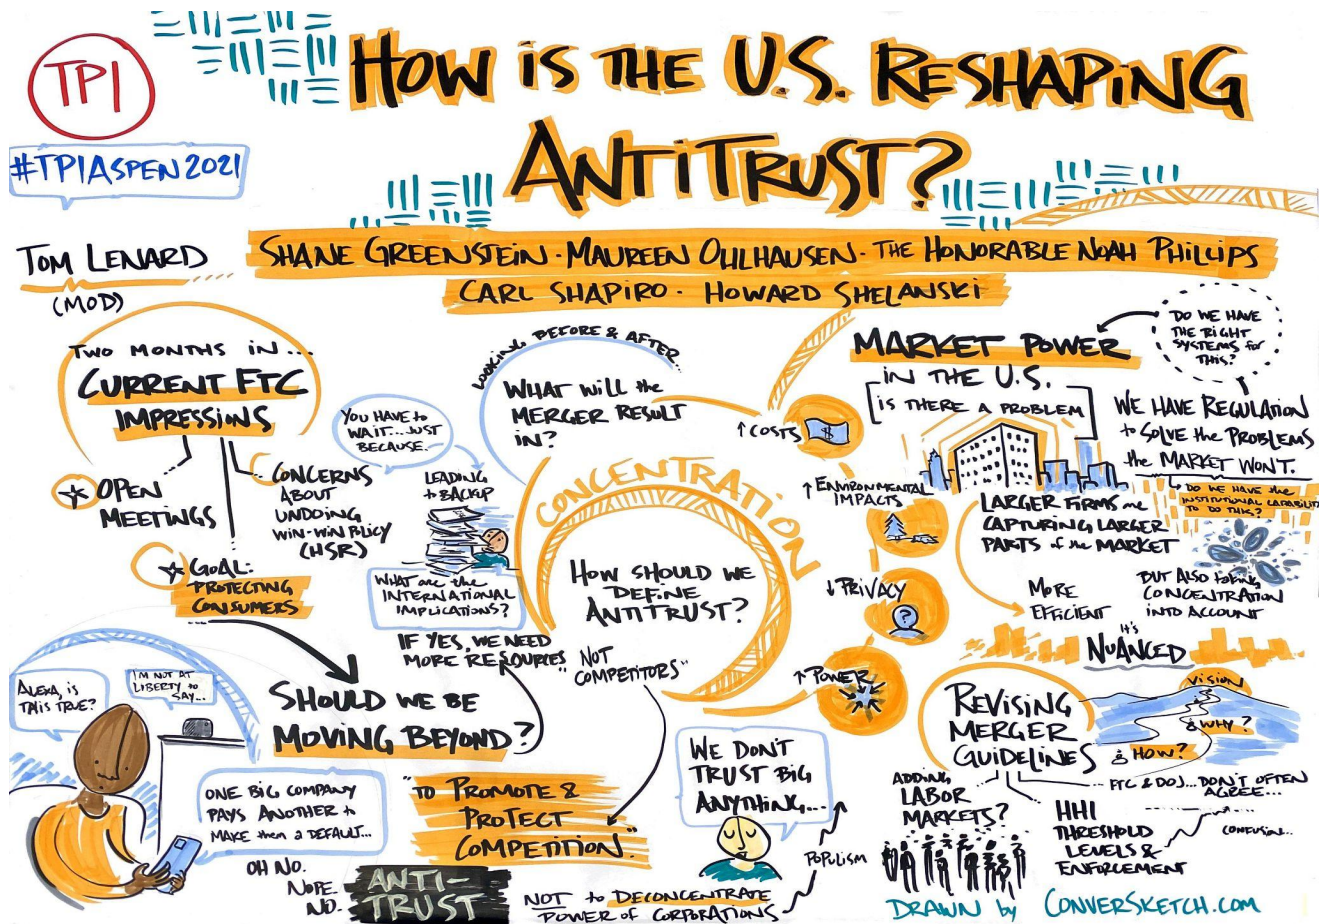 TPI
#TPIASPEN2021
HOW IS THE U.S. RESHAPING
ANTITRUST?
TOM LENARD
(MOD)
SHANE GREENSTEIN · MAUREEN OHLHAUSEN · THE HONORABLE NOAH PHILLIPS
CARL SHAPIRO · HOWARD SHELANSKI
TWO MONTHS IN...
CURRENT FTC
IMPRESSIONS
OPEN
MEETINGS
CONCERNS
ABOUT
UNDOING
WIN-WIN POLICY
(HSR)
GOAL:
PROTECTING
CONSUMERS
YOU HAVE to
WAIT...JUST
BECAUSE.
LEADING
to BACKUP
WHAT are the
INTERNATIONAL
IMPLICATIONS?
IF YES, WE NEED
MORE RESOURCES
SHOULD WE BE
MOVING BEYOND?
ALEXA, IS
THIS TRUE?
I'M NOT AT
LIBERTY to
SAY...
ONE BIG COMPANY
PAYS ANOTHER to
MAKE them a DEFAULT...
OH NO.
NOPE.
NO.
LOOKING BEFORE & AFTER...
WHAT WILL the
MERGER RESULT
IN?
CONCENTRATION
HOW SHOULD WE
DEFINE
ANTITRUST?
"NOT
COMPETITORS"
"TO PROMOTE &
PROTECT
COMPETITION."
ANTI-
TRUST
NOT to DECONCENTRATE
POWER of CORPORATIONS
POPULISM
WE DON'T
TRUST BIG
ANYTHING...
↑ COSTS
$
↑ ENVIRONMENTAL
IMPACTS
↓ PRIVACY
?
↑ POWER
MARKET POWER
IN THE U.S.
IS THERE A PROBLEM
DO WE HAVE
THE RIGHT
SYSTEMS for
THIS?
WE HAVE REGULATION
to SOLVE the PROBLEMS
the MARKET WON'T.
DO WE HAVE the
INSTITUTIONAL CAPABILITY
TO DO THIS?
LARGER FIRMS are
CAPTURING LARGER
PARTS of the MARKET
MORE
EFFICIENT
BUT ALSO taking
CONCENTRATION
INTO ACCOUNT
IT'S
NUANCED
REVISING
MERGER
GUIDELINES
VISION
WHY?
HOW?
FTC & DOJ... DON'T OFTEN
AGREE...
ADDING
LABOR
MARKETS?
HHI
THRESHOLD
LEVELS &
ENFORCEMENT
CONFUSION...
DRAWN by CONVERSKETCH.COM